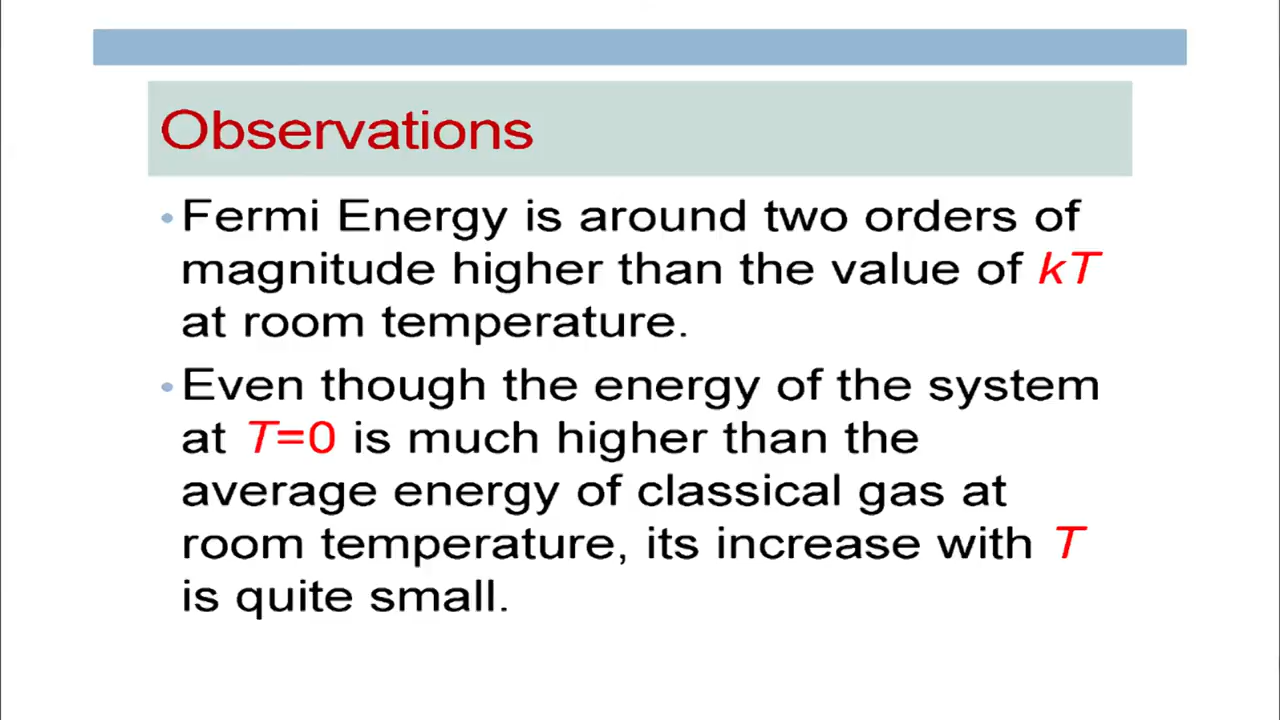 Observations
• Fermi Energy is around two orders of
magnitude higher than the value of kT
at room temperature.
• Even though the energy of the system
at T=0 is much higher than the
average energy of classical gas at
room temperature, its increase with T
is quite small.